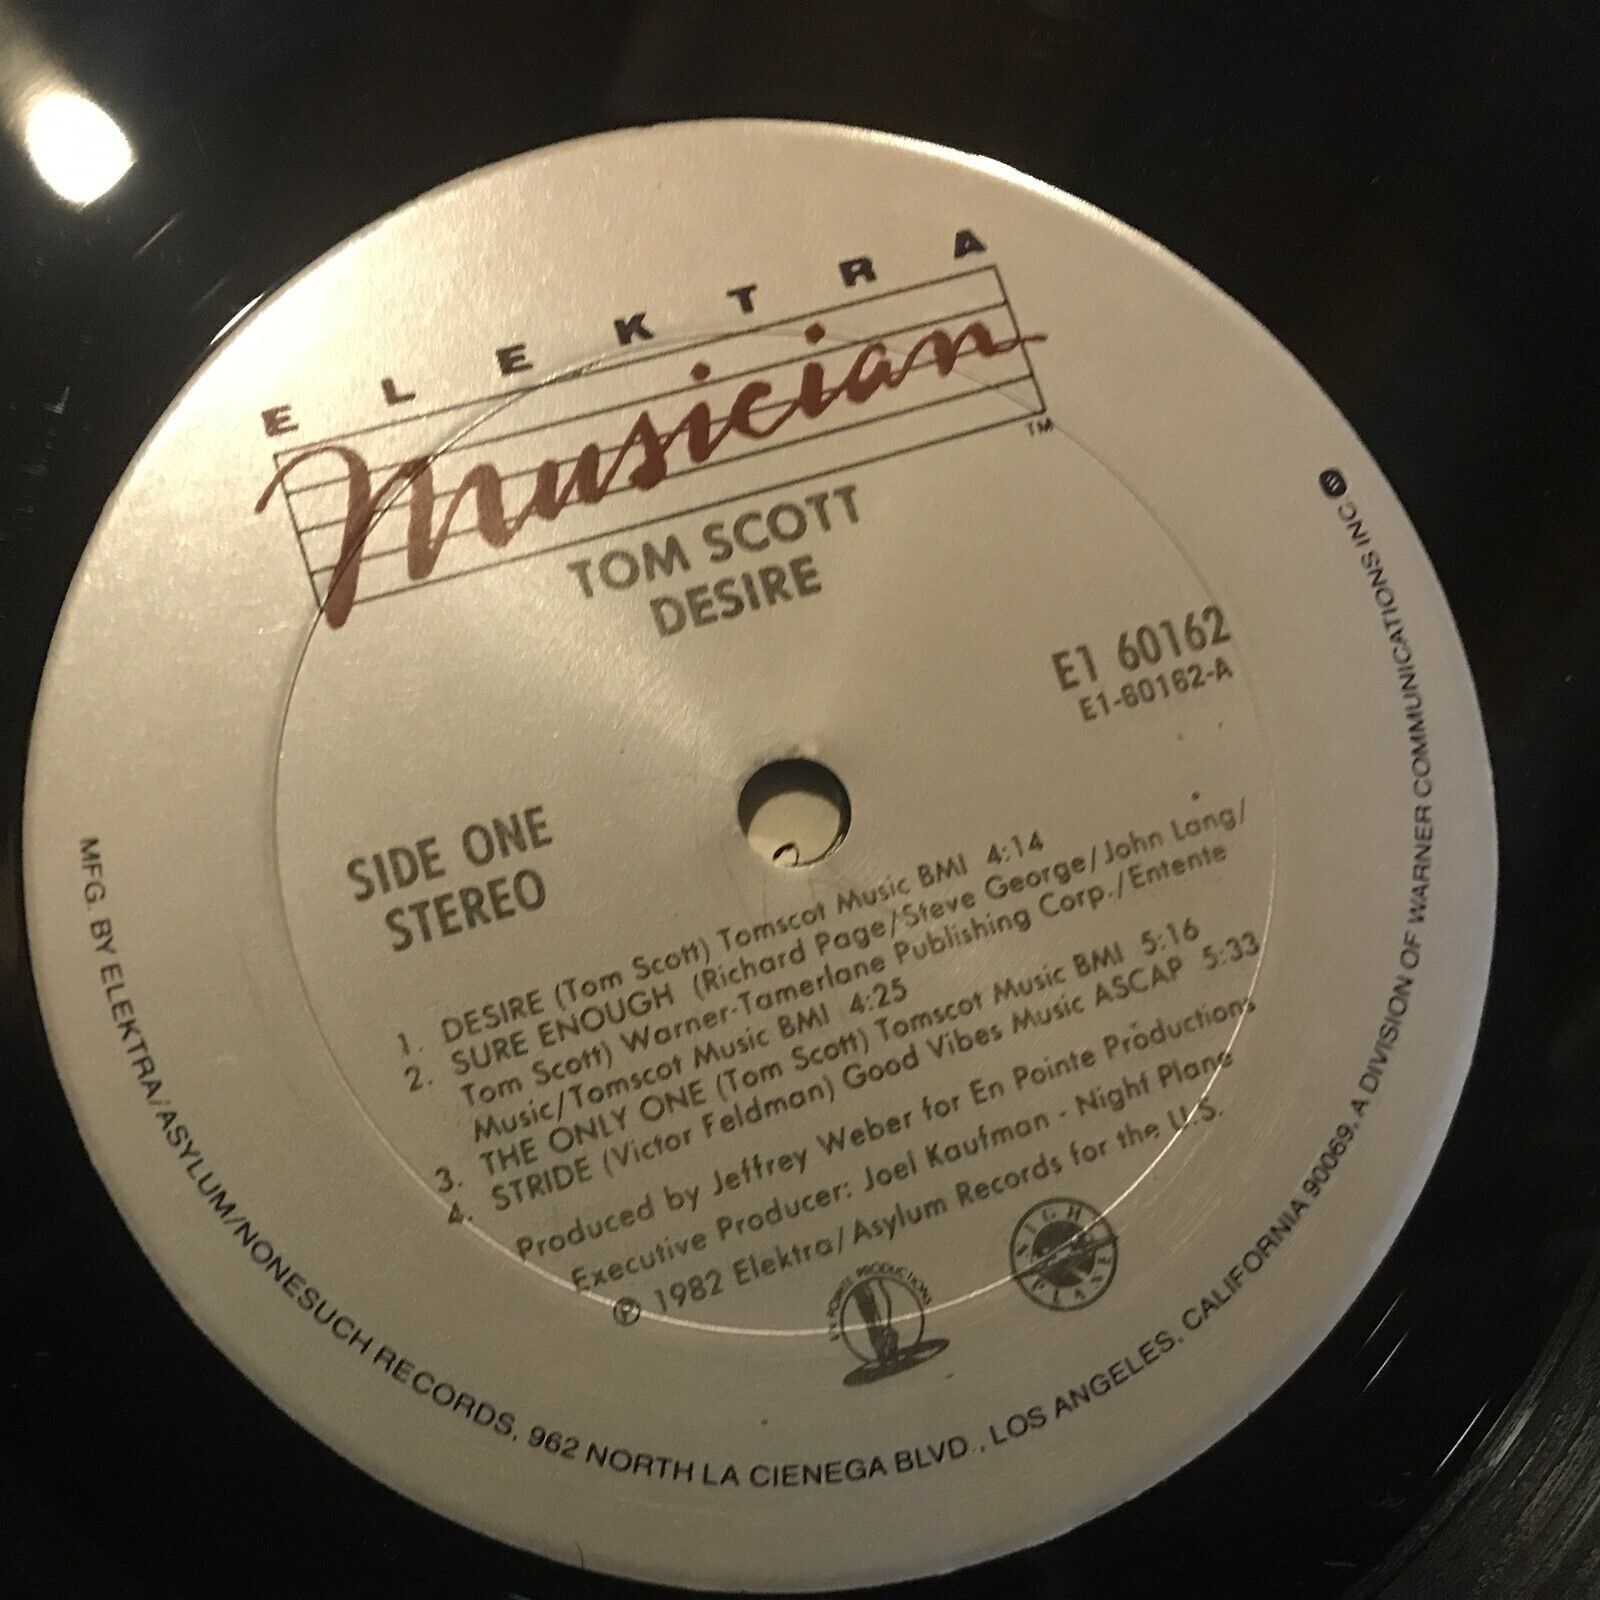 ELEKTRA
Musician
TM
TOM SCOTT
DESIRE
E1 60162
E1-60162-A
SIDE ONE
STEREO
1. DESIRE (Tom Scott) Tomscot Music BMI 4:14
2. SURE ENOUGH (Richard Page/Steve George/John Lang/
Tom Scott) Warner-Tamerlane Publishing Corp./Entente
Music/Tomscot Music BMI 4:25
3. THE ONLY ONE (Tom Scott) Tomscot Music BMI 5:16
4. STRIDE (Victor Feldman) Good Vibes Music ASCAP 5:33
Produced by Jeffrey Weber for En Pointe Productions
Executive Producer: Joel Kaufman - Night Plane
℗ 1982 Elektra/Asylum Records for the U.S.
EN POINTE PRODUCTIONS
NIGHT PLANE
MFG. BY ELEKTRA/ASYLUM/NONESUCH RECORDS, 962 NORTH LA CIENEGA BLVD., LOS ANGELES, CALIFORNIA 90069, A DIVISION OF WARNER COMMUNICATIONS INC.